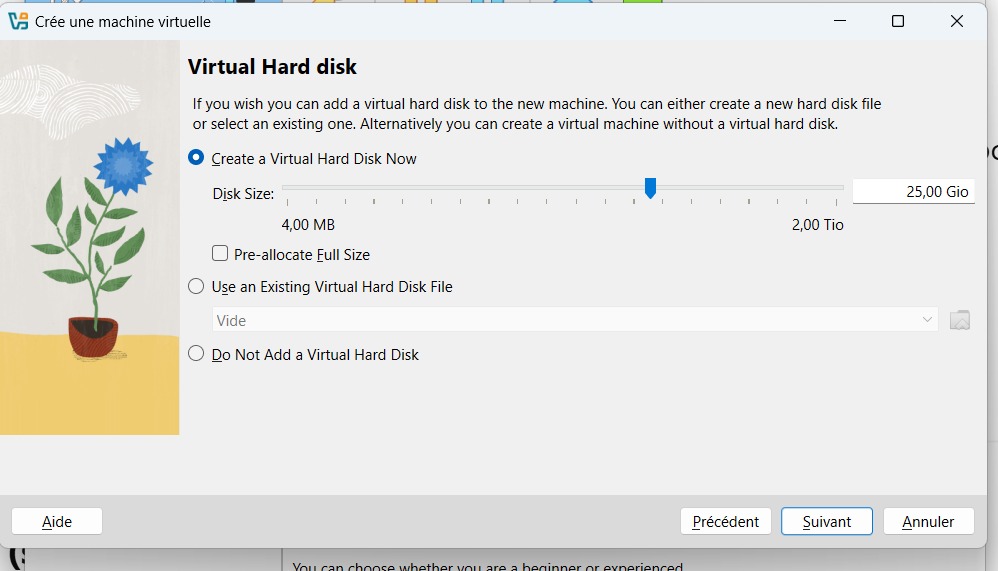 Crée une machine virtuelle
Virtual Hard disk
If you wish you can add a virtual hard disk to the new machine. You can either create a new hard disk file
or select an existing one. Alternatively you can create a virtual machine without a virtual hard disk.
Create a Virtual Hard Disk Now
Disk Size:
25,00 Gio
4,00 MB
2,00 Tio
Pre-allocate Full Size
Use an Existing Virtual Hard Disk File
Vide
Do Not Add a Virtual Hard Disk
Aide
Précédent
Suivant
Annuler
You can choose whether you are a beginner or experienced